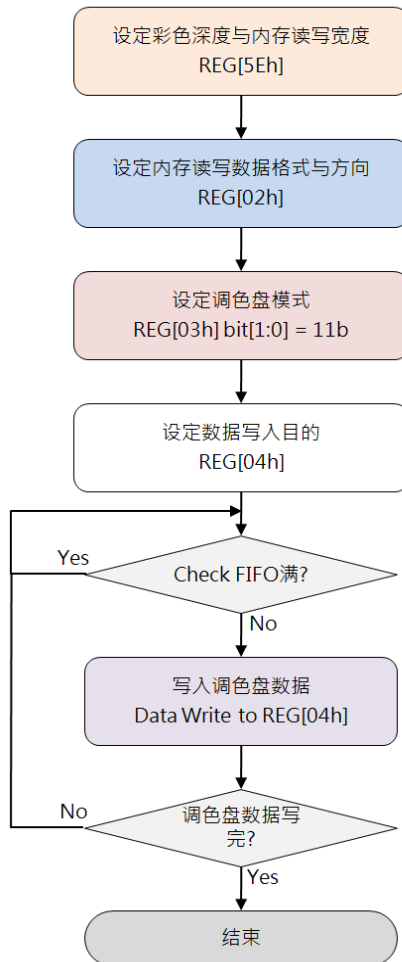 设定彩色深度与内存读写宽度
REG[5Eh]
设定内存读写数据格式与方向
REG[02h]
设定调色盘模式
REG[03h] bit[1:0] = 11b
设定数据写入目的
REG[04h]
Yes
Check FIFO满?
No
写入调色盘数据
Data Write to REG[04h]
No
调色盘数据写
完?
Yes
结束